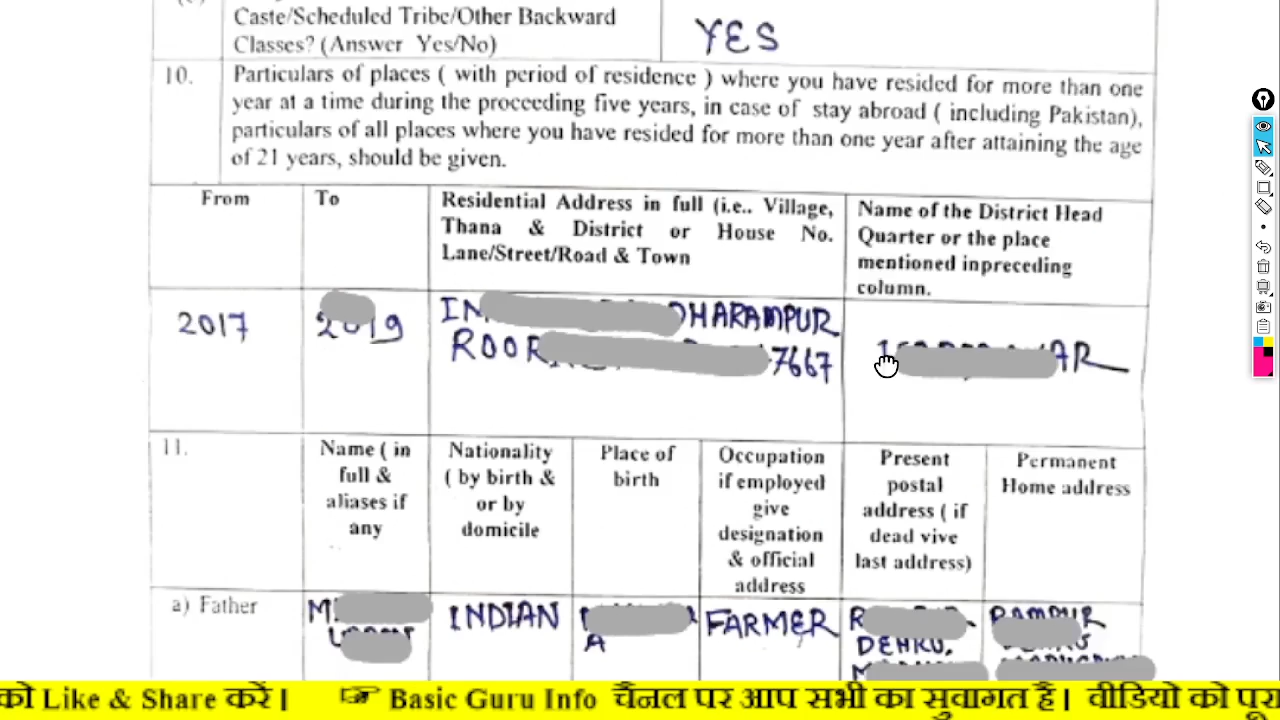 Caste/Scheduled Tribe/Other Backward
Classes? (Answer Yes/No)
YES
10. Particulars of places ( with period of residence ) where you have resided for more than one
year at a time during the proceeding five years, in case of stay abroad ( including Pakistan),
particulars of all places where you have resided for more than one year after attaining the age
of 21 years, should be given.
From
To
Residential Address in full (i.e.. Village,
Thana & District or House No.
Lane/Street/Road & Town
Name of the District Head
Quarter or the place
mentioned inpreceding
column.
2017
2019
DHARAMPUR
7667
11.
Name ( in
full &
aliases if
any
Nationality
( by birth &
or by
domicile
Place of
birth
Occupation
if employed
give
designation
& official
address
Present
postal
address ( if
dead vive
last address)
Permanent
Home address
a) Father
INDIAN
A
FARMER
RAMPUR
DEHRU,
को Like & Share करें। ☞ Basic Guru Info चैंनल पर आप सभी का सुवागत है। वीडियो को पूरा